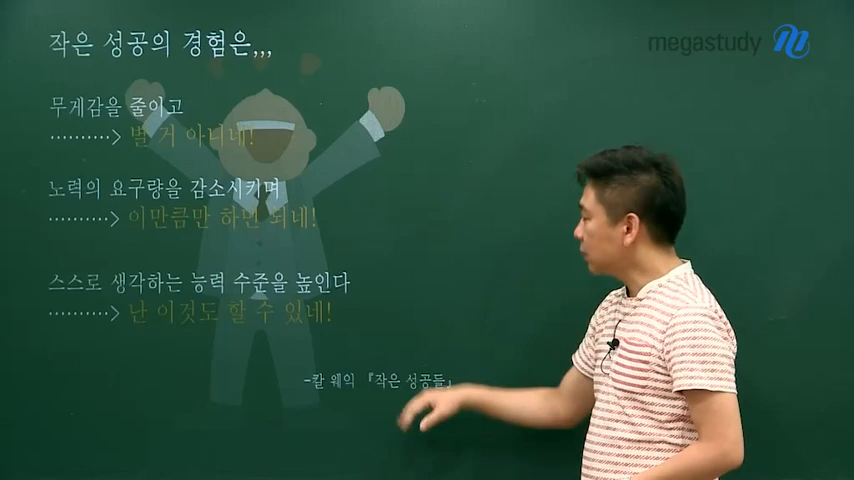 작은 성공의 경험은,,,
megastudy
무게감을 줄이고
··········> 별 거 아니네!
노력의 요구량을 감소시키며
··········> 이만큼만 하면 되네!
스스로 생각하는 능력 수준을 높인다
··········> 난 이것도 할 수 있네!
-칼 웨익 『작은 성공들』